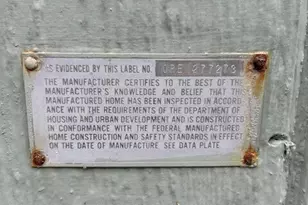 AS EVIDENCED BY THIS LABEL NO.
THE MANUFACTURER CERTIFIES TO THE BEST OF THE
MANUFACTURER'S KNOWLEDGE AND BELIEF THAT THIS
MANUFACTURED HOME HAS BEEN INSPECTED IN ACCORD-
ANCE WITH THE REQUIREMENTS OF THE DEPARTMENT OF
HOUSING AND URBAN DEVELOPMENT AND IS CONSTRUCTED
IN CONFORMANCE WITH THE FEDERAL MANUFACTURED
HOME CONSTRUCTION AND SAFETY STANDARDS IN EFFECT
ON THE DATE OF MANUFACTURE. SEE DATA PLATE.